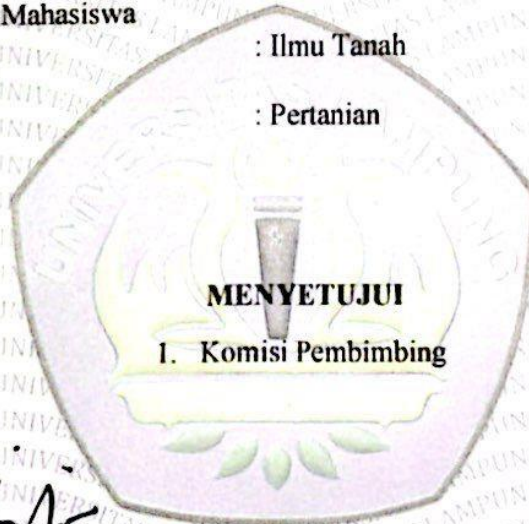 Mahasiswa
: Ilmu Tanah
: Pertanian
MENYETUJUI
1. Komisi Pembimbing